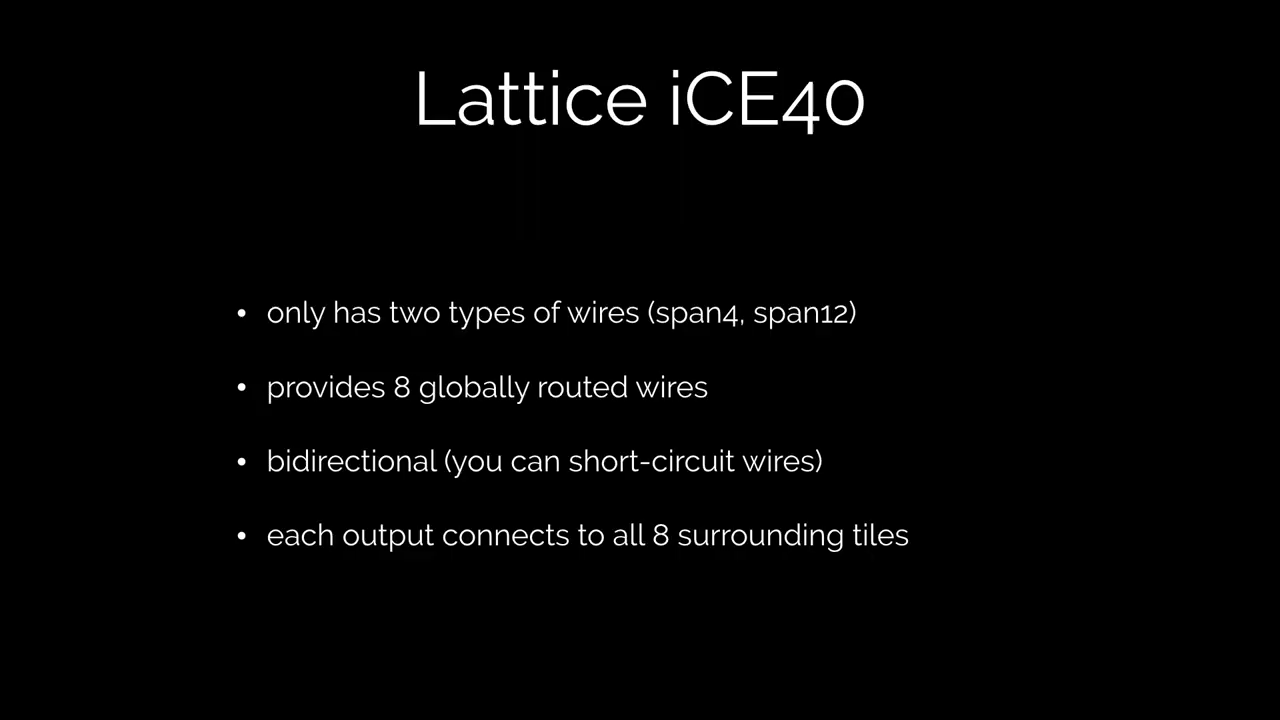 Lattice iCE40
• only has two types of wires (span4, span12)
• provides 8 globally routed wires
• bidirectional (you can short-circuit wires)
• each output connects to all 8 surrounding tiles